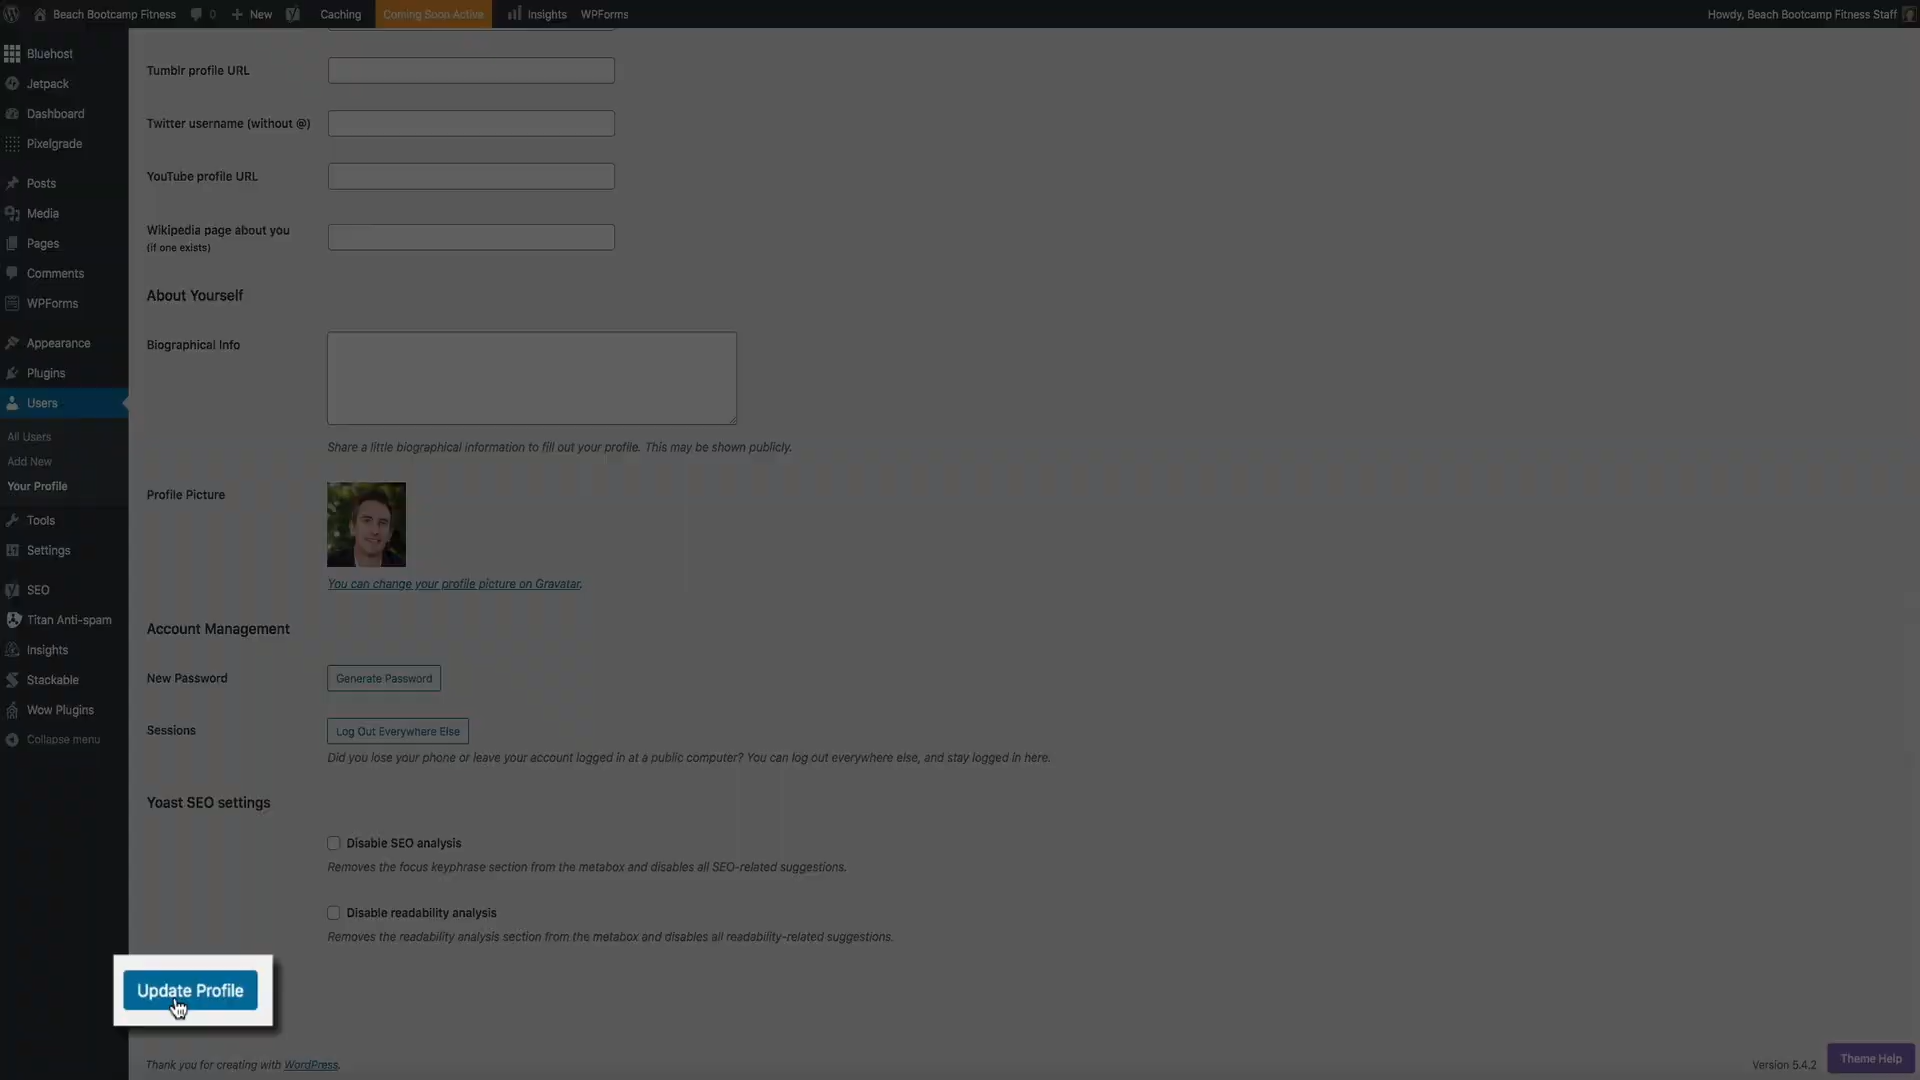 Beach Bootcamp Fitness 0 New Caching Coming Soon Active Insights WPForms Howdy, Beach Bootcamp Fitness Staff
Bluehost
Jetpack
Dashboard
Pixelgrade
Posts
Media
Pages
Comments
WPForms
Appearance
Plugins
Users
All Users
Add New
Your Profile
Tools
Settings
SEO
Titan Anti-spam
Insights
Stackable
Wow Plugins
Collapse menu
Tumblr profile URL
Twitter username (without @)
YouTube profile URL
Wikipedia page about you
(if one exists)
About Yourself
Biographical Info
Share a little biographical information to fill out your profile. This may be shown publicly.
Profile Picture
You can change your profile picture on Gravatar.
Account Management
New Password Generate Password
Sessions Log Out Everywhere Else
Did you lose your phone or leave your account logged in at a public computer? You can log out everywhere else, and stay logged in here.
Yoast SEO settings
Disable SEO analysis
Removes the focus keyphrase section from the metabox and disables all SEO-related suggestions.
Disable readability analysis
Removes the readability analysis section from the metabox and disables all readability-related suggestions.
Update Profile
Thank you for creating with WordPress.
Version 5.4.2
Theme Help